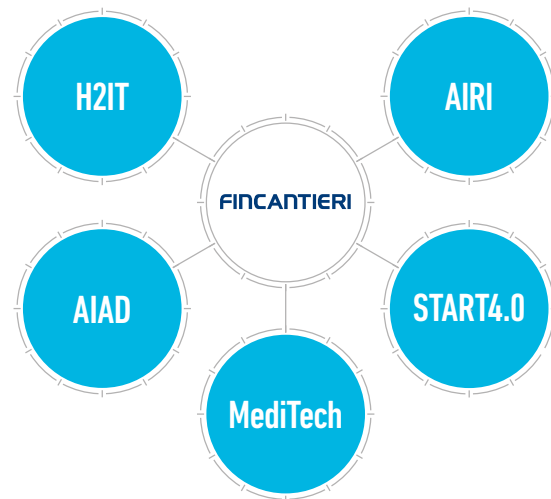 H2IT
AIRI
FINCANTIERI
AIAD
START4.0
MediTech